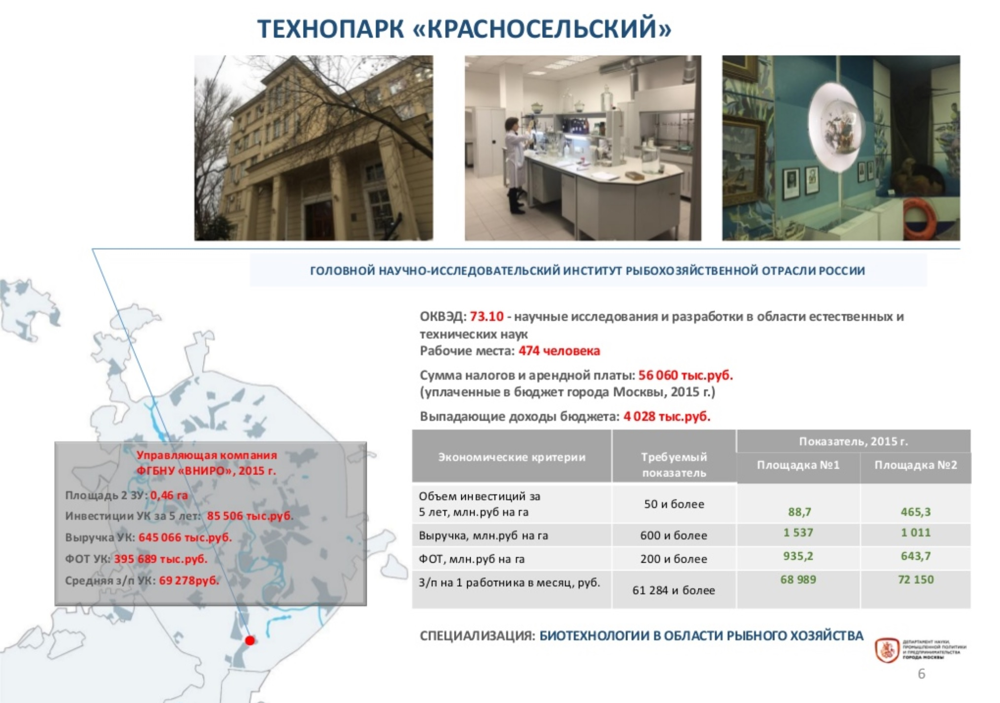 ТЕХНОПАРК «КРАСНОСЕЛЬСКИЙ»
ГОЛОВНОЙ НАУЧНО-ИССЛЕДОВАТЕЛЬСКИЙ ИНСТИТУТ РЫБОХОЗЯЙСТВЕННОЙ ОТРАСЛИ РОССИИ
ОКВЭД: 73.10 - научные исследования и разработки в области естественных и
технических наук
Рабочие места: 474 человека
Сумма налогов и арендной платы: 56 060 тыс.руб.
(уплаченные в бюджет города Москвы, 2015 г.)
Выпадающие доходы бюджета: 4 028 тыс.руб.
Управляющая компания
ФГБНУ «ВНИРО», 2015 г.
Площадь 2 ЗУ: 0,46 га
Инвестиции УК за 5 лет: 85 506 тыс.руб.
Выручка УК: 645 066 тыс.руб.
ФОТ УК: 395 689 тыс.руб.
Средняя з/п УК: 69 278руб.
Экономические критерии
Требуемый
показатель
Показатель, 2015 г.
Площадка №1
Площадка №2
Объем инвестиций за
5 лет, млн.руб на га
50 и более
88,7
465,3
Выручка, млн.руб на га
600 и более
1 537
1 011
ФОТ, млн.руб на га
200 и более
935,2
643,7
З/п на 1 работника в месяц, руб.
61 284 и более
68 989
72 150
СПЕЦИАЛИЗАЦИЯ: БИОТЕХНОЛОГИИ В ОБЛАСТИ РЫБНОГО ХОЗЯЙСТВА
ДЕПАРТАМЕНТ НАУКИ,
ПРОМЫШЛЕННОЙ ПОЛИТИКИ
И ПРЕДПРИНИМАТЕЛЬСТВА
ГОРОДА МОСКВЫ
6